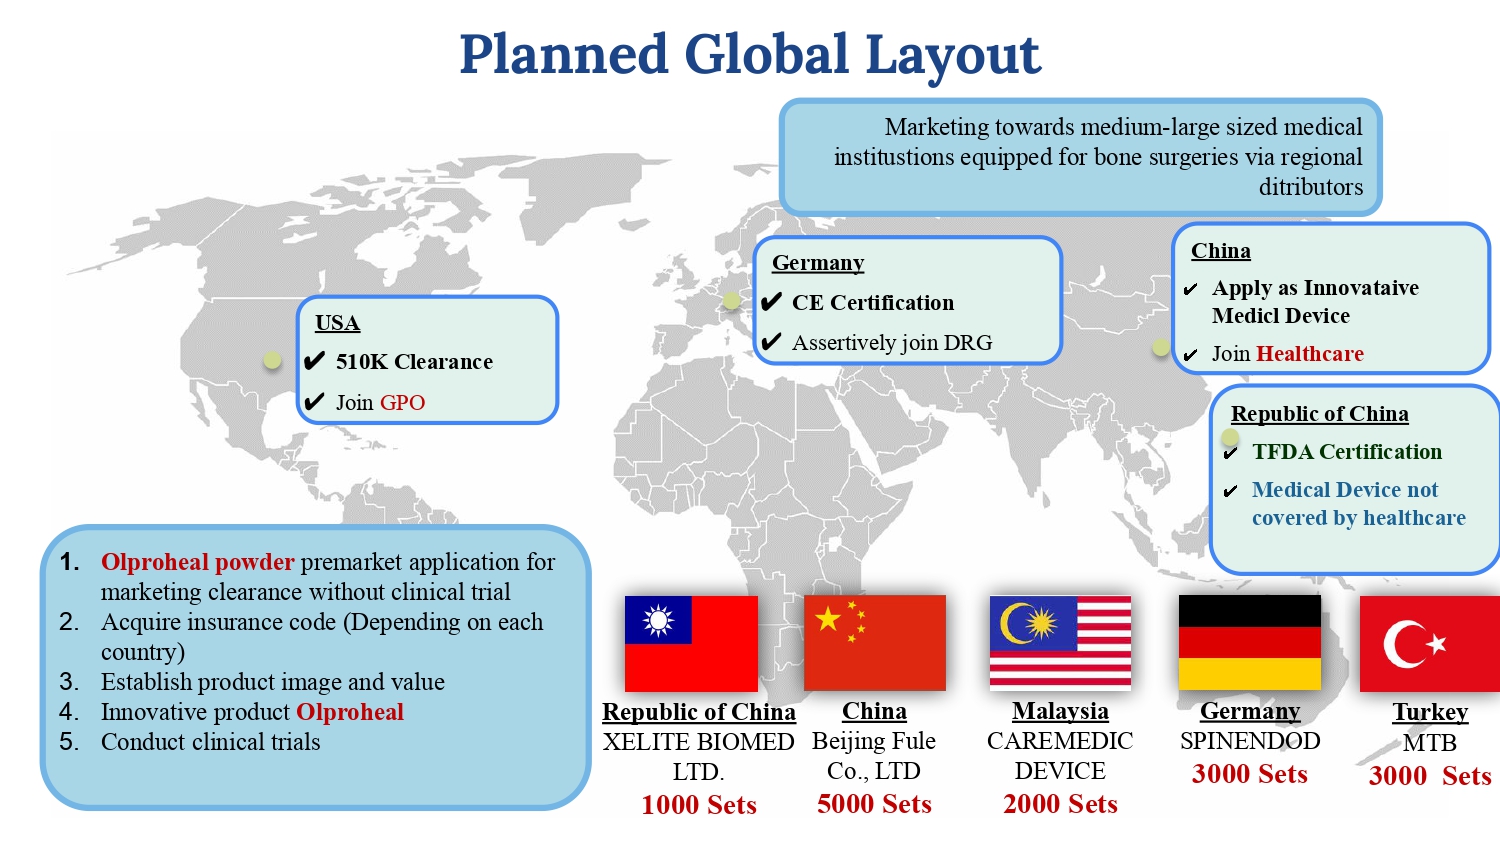 Planned Global Layout
Marketing towards medium-large sized medical
institustions equipped for bone surgeries via regional
ditributors
USA
✔ 510K Clearance
✔ Join GPO
Germany
✔ CE Certification
✔ Assertively join DRG
China
✔ Apply as Innovataive
Medicl Device
✔ Join Healthcare
Republic of China
✔ TFDA Certification
✔ Medical Device not
covered by healthcare
1. Olproheal powder premarket application for
marketing clearance without clinical trial
2. Acquire insurance code (Depending on each
country)
3. Establish product image and value
4. Innovative product Olproheal
5. Conduct clinical trials
Republic of China
XELITE BIOMED
LTD.
1000 Sets
China
Beijing Fule
Co., LTD
5000 Sets
Malaysia
CAREMEDIC
DEVICE
2000 Sets
Germany
SPINENDOD
3000 Sets
Turkey
MTB
3000 Sets